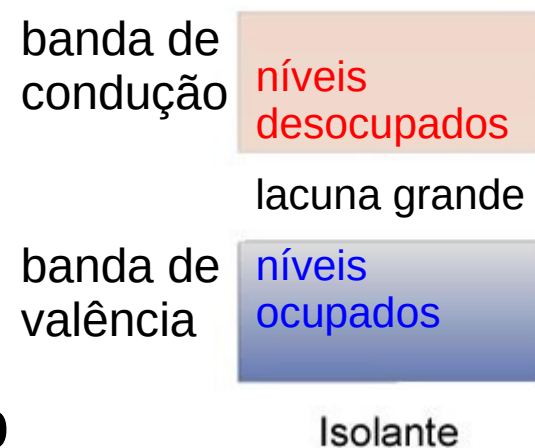 banda de
condução
níveis
desocupados
lacuna grande
banda de
valência
níveis
ocupados
Isolante